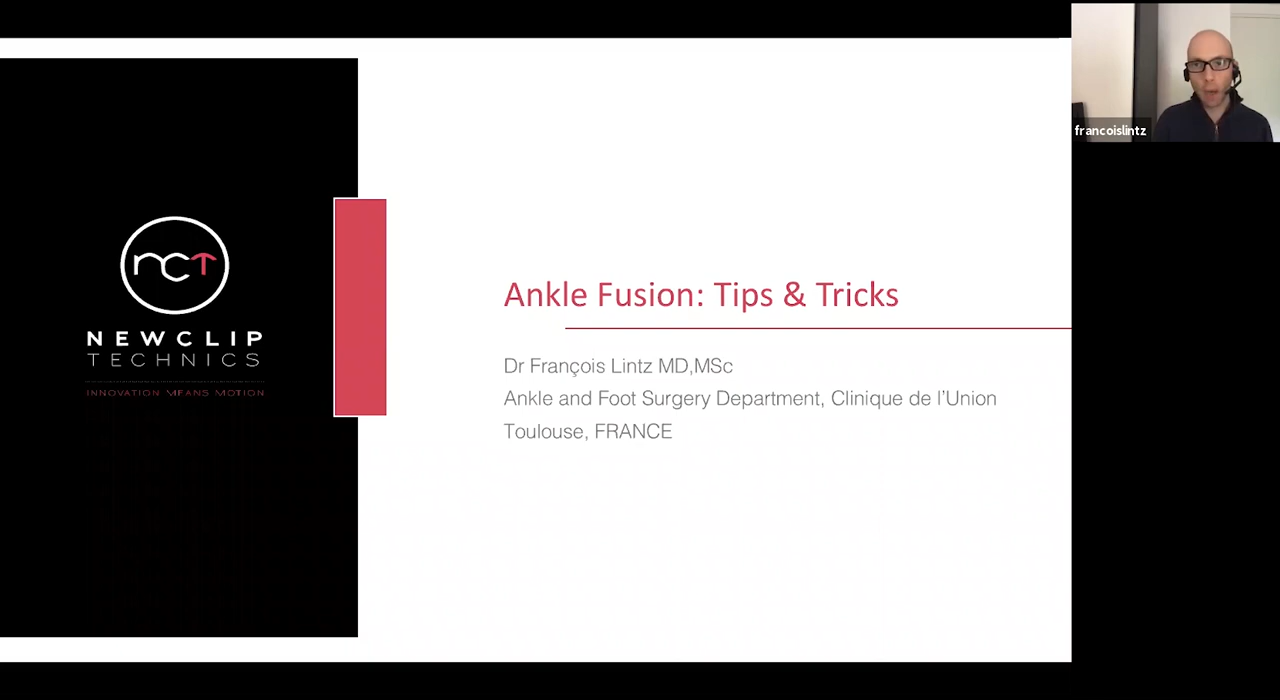 francoislintz
nct
NEWCLIP
TECHNICS
INNOVATION MEANS MOTION
Ankle Fusion: Tips & Tricks
Dr François Lintz MD,MSc
Ankle and Foot Surgery Department, Clinique de l’Union
Toulouse, FRANCE